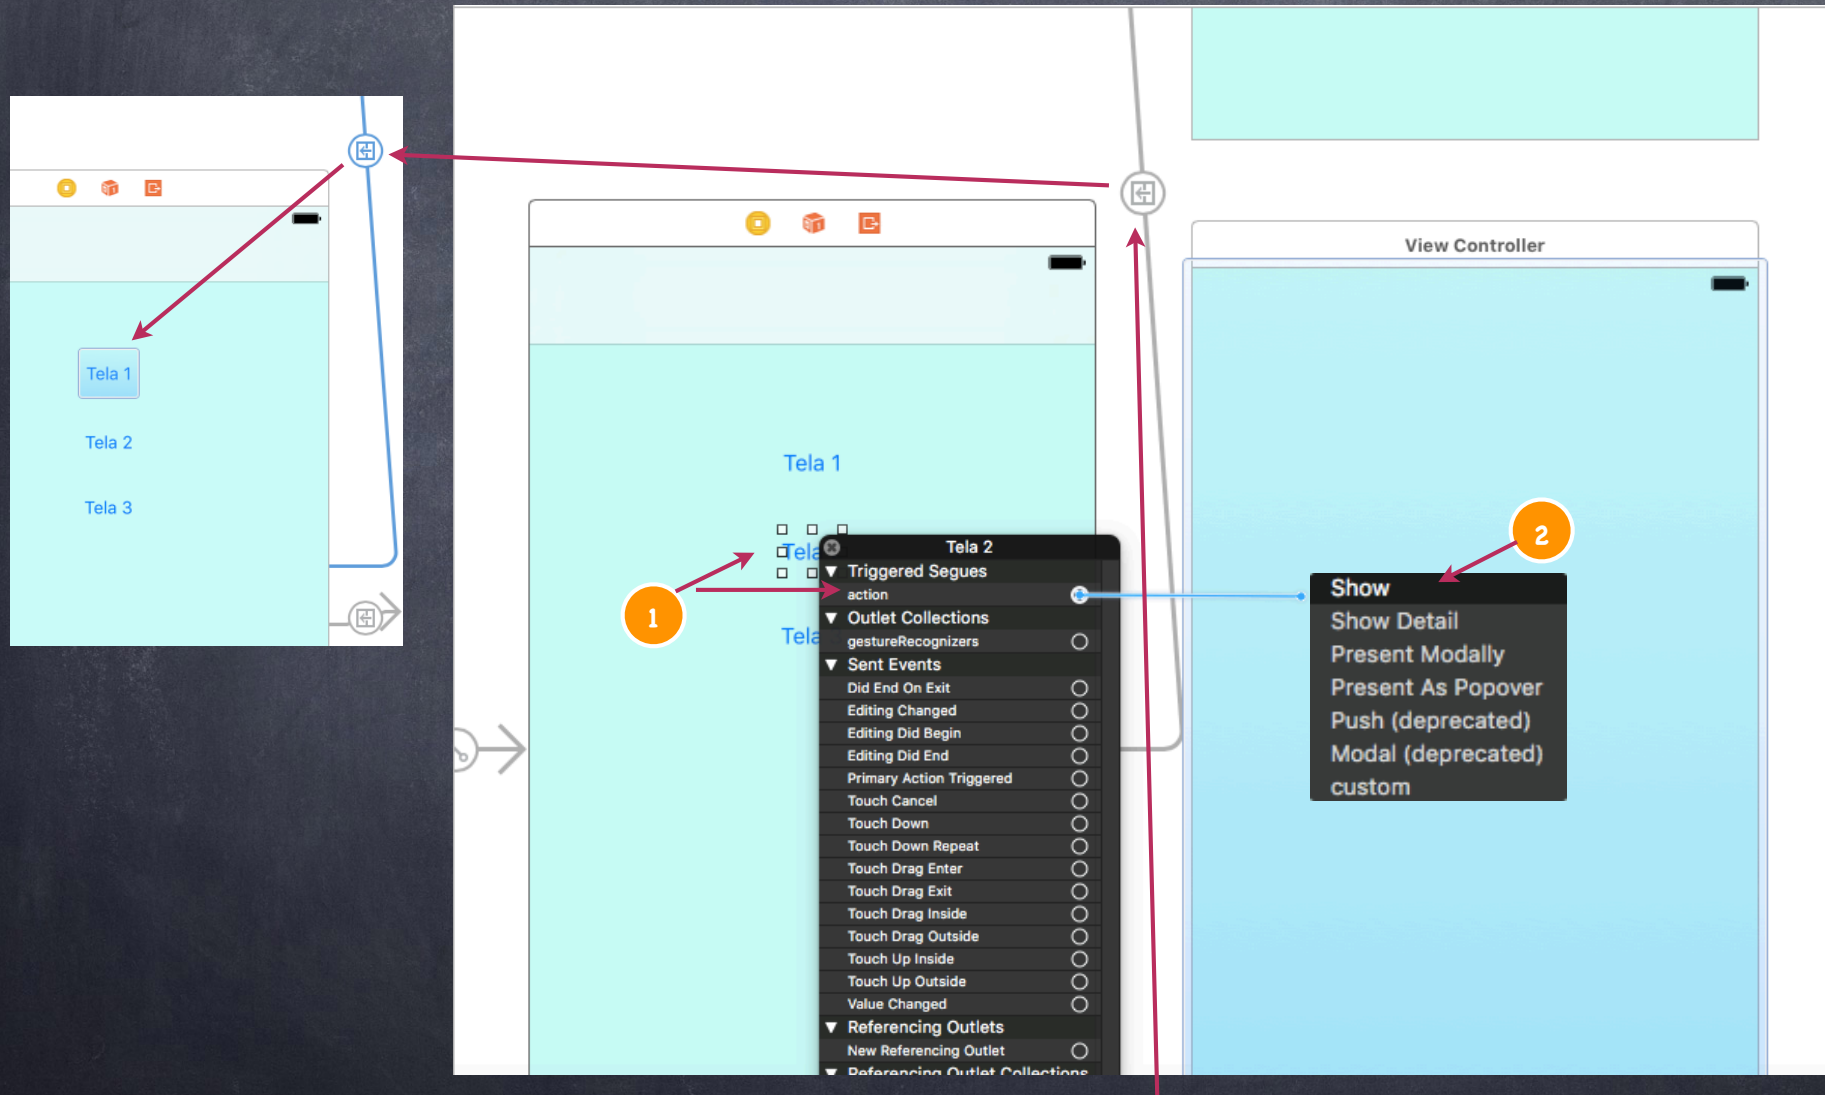 Tela 1
Tela 2
Tela 3
View Controller
Tela 1
Tela
Tela
1
Tela 2
Triggered Segues
action
Outlet Collections
gestureRecognizers
Sent Events
Did End On Exit
Editing Changed
Editing Did Begin
Editing Did End
Primary Action Triggered
Touch Cancel
Touch Down
Touch Down Repeat
Touch Drag Enter
Touch Drag Exit
Touch Drag Inside
Touch Drag Outside
Touch Up Inside
Touch Up Outside
Value Changed
Referencing Outlets
New Referencing Outlet
Referencing Outlet Collections
2
Show
Show Detail
Present Modally
Present As Popover
Push (deprecated)
Modal (deprecated)
custom